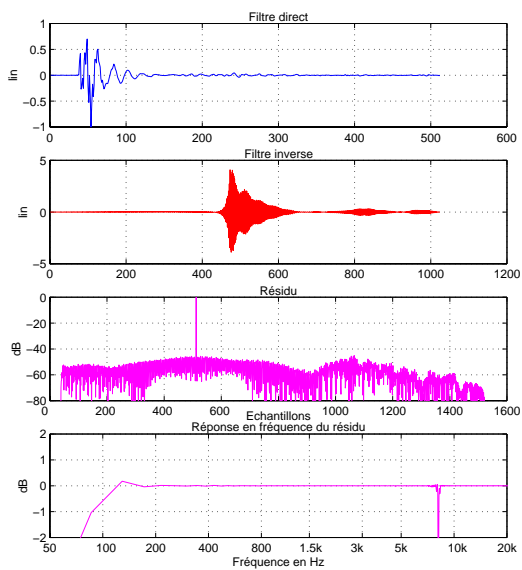 Filtre direct
1
0.5
0
−0.5
−1
lin
0 100 200 300 400 500 600
Filtre inverse
5
0
−5
lin
0 200 400 600 800 1000 1200
Résidu
0
−20
−40
−60
−80
dB
0 200 400 600 800 1000 1200 1400 1600
Echantillons
Réponse en fréquence du résidu
2
1
0
−1
−2
dB
50 100 200 400 800 1.5k 3k 5k 10k 20k
Fréquence en Hz